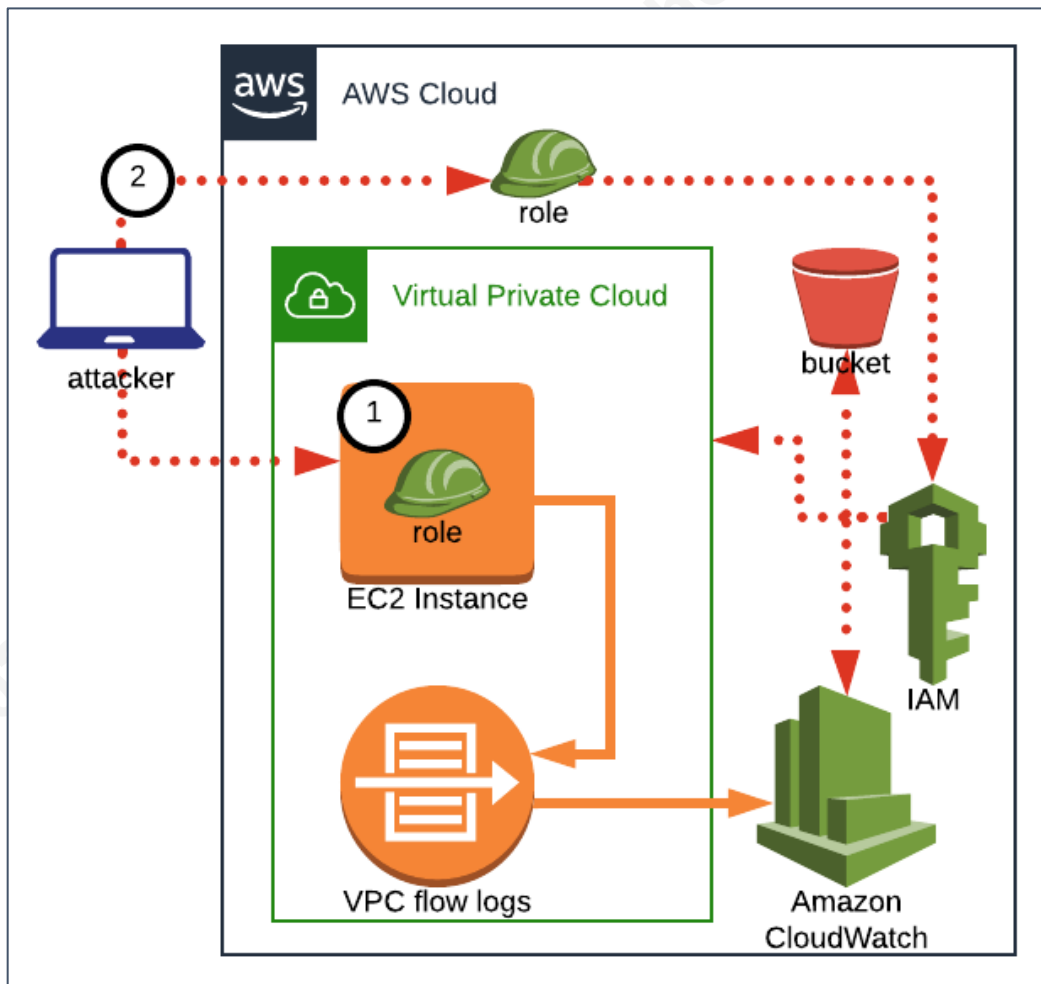 aws
AWS Cloud
2
role
Virtual Private Cloud
attacker
bucket
1
role
EC2 Instance
IAM
VPC flow logs
Amazon
CloudWatch